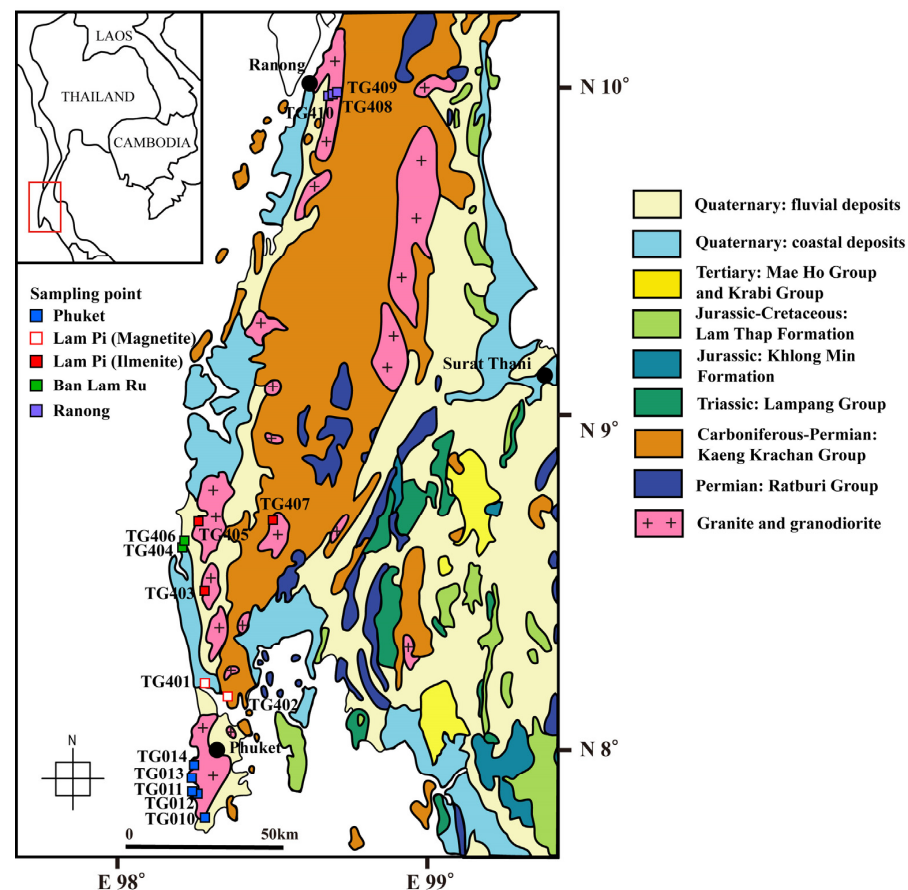 LAOS
THAILAND
CAMBODIA
Ranong
TG409
TG408
TG410
N 10°
Sampling point
Phuket
Lam Pi (Magnetite)
Lam Pi (Ilmenite)
Ban Lam Ru
Ranong
Surat Thani
N 9°
TG407
TG406
TG405
TG404
TG403
TG401
TG402
Phuket
N 8°
N
TG014
TG013
TG011
TG012
TG010
0 50km
E 98°
E 99°
Quaternary: fluvial deposits
Quaternary: coastal deposits
Tertiary: Mae Ho Group
and Krabi Group
Jurassic-Cretaceous:
Lam Thap Formation
Jurassic: Khlong Min
Formation
Triassic: Lampang Group
Carboniferous-Permian:
Kaeng Krachan Group
Permian: Ratburi Group
Granite and granodiorite